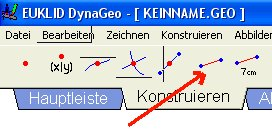 EUKLID DynaGeo - [ KEINNAME.GEO ]
Datei Bearbeiten Zeichnen Konstruieren Abbilden
(x|y) 7cm
Hauptleiste Konstruieren A